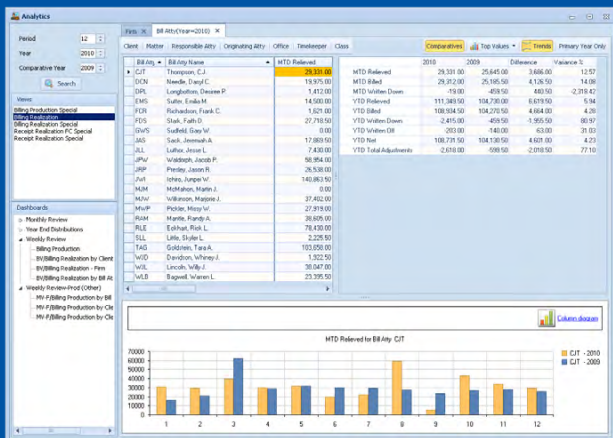 Analytics
Period 12
Year 2010
Comparative Year 2009
Search
Views
Billing Production Special
Billing Realization
Billing Realization Special
Receipt Realization FC Special
Receipt Realization Special
Dashboards
Monthly Review
Year End Distributions
Weekly Review
Billing Production
BV/Billing Realization by Client
BV/Billing Realization - Firm
BV/Billing Realization by Bill At
Weekly Review-Prod (Other)
MV-F/Billing Production by Bill
MV-F/Billing Production by Clie
MV-F/Billing Production by Clie
Firm Bill Atty(Year=2010)
Client Matter Responsible Atty Originating Atty Office Timekeeper Class
Comparatives Top Values Trends Primary Year Only
Bill Atty Bill Atty Name MTD Relieved
CJT Thompson, C.J. 29,331.00
DCN Needle, Daryl C. 19,975.00
DPL Longbottom, Desiree P. 1,412.00
EMS Sutter, Emilio M. 14,500.00
FCR Richardson, Frank C. 1,621.00
FDS Stark, Faith D. 27,718.50
GWS Sudfeld, Gary W. 0.00
JAS Sack, Jeremiah A. 17,869.50
JLL Luthor, Jesse L. 7,430.00
JPW Waldorph, Jacob P. 58,954.00
JRP Presley, Jason R. 26,538.00
JWI Ichiro, Jumpei W. 140,863.50
MJM McMahon, Martin J. 0.00
MJW Wilkinson, Marjorie J. 37,402.00
MWP Pickler, Missy W. 27,919.00
RAM Mantle, Randy A. 38,605.00
RLE Eckhart, Rick L. 78,430.00
SLL Little, Skyler L. 2,225.50
TAG Goldstein, Tara A. 103,658.00
WJD Davidson, Whitney J. 1,922.50
WJL Lincoln, Willy J. 38,047.00
WLB Bagwell, Warren L. 23,395.50
2010 2009 Difference Variance %
MTD Relieved 29,331.00 25,645.00 3,686.00 12.57
MTD Billed 29,312.00 25,185.50 4,126.50 14.08
MTD Written Down -19.00 -459.50 440.50 -2,318.42
YTD Relieved 111,349.50 104,730.00 6,619.50 5.94
YTD Billed 108,934.50 104,270.50 4,664.00 4.28
YTD Written Down -2,415.00 -459.50 -1,955.50 80.97
YTD Written Off -203.00 -140.00 63.00 31.03
YTD Net 108,731.50 104,130.50 4,601.00 4.23
YTD Total Adjustments -2,618.00 -599.50 -2,018.50 77.10
Column diagram
MTD Relieved for Bill Atty CJT
70000
60000
50000
40000
30000
20000
10000
0
1 2 3 4 5 6 7 8 9 10 11 12
CJT - 2010
CJT - 2009